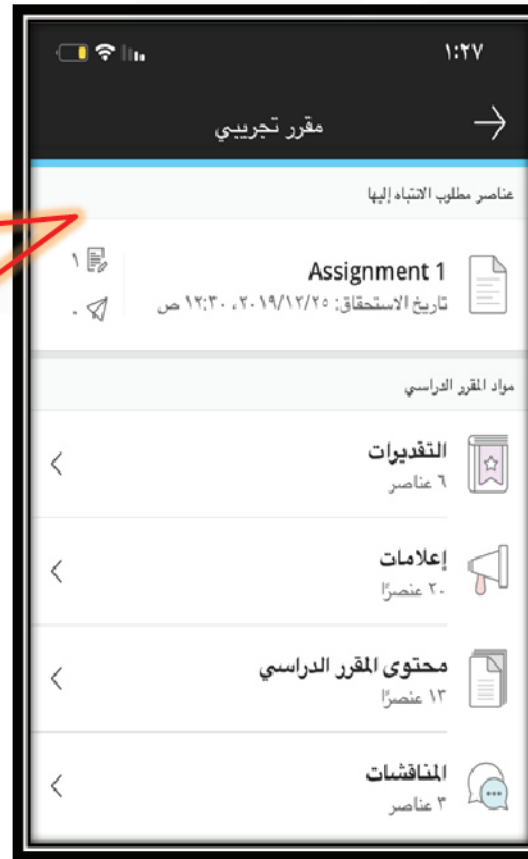 ١:٢٧
مقرر تجريبي
عناصر مطلوب الانتباه إليها
Assignment 1
تاريخ الاستحقاق: ٢٠١٩/١٢/٢٥، ١٢:٣٠ ص
١
٠
مواد المقرر الدراسي
التقديرات
٦ عناصر
إعلامات
٢٠ عنصرًا
محتوى المقرر الدراسي
١٣ عنصرًا
المناقشات
٣ عناصر